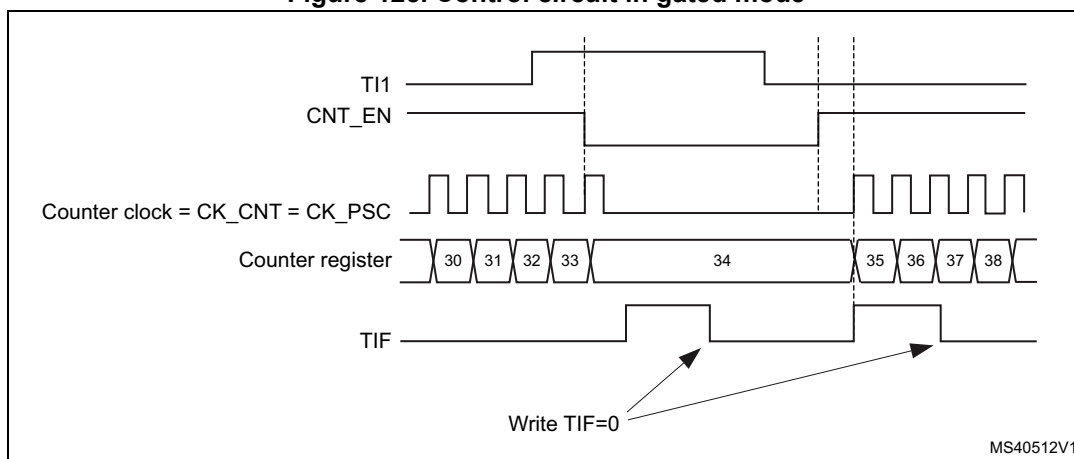 Figure 126. Control circuit in gated mode
TI1
CNT_EN
Counter clock = CK_CNT = CK_PSC
Counter register
30 31 32 33 34 35 36 37 38
TIF
Write TIF=0
MS40512V1